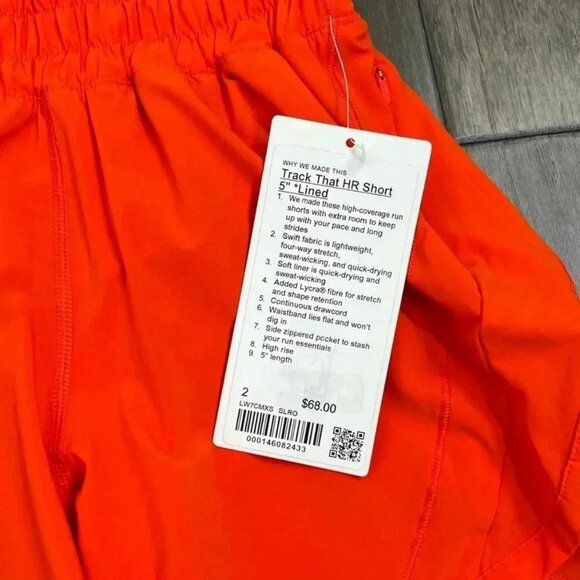 WHY WE MADE THIS
Track That HR Short
5" *Lined
1. We made these high-coverage run
shorts with extra room to keep
up with your pace and long
strides
2. Swift fabric is lightweight,
four-way stretch,
sweat-wicking, and quick-drying
3. Soft liner is quick-drying and
sweat-wicking
4. Added Lycra® fibre for stretch
and shape retention
5. Continuous drawcord
6. Waistband lies flat and won't
dig in
7. Side zippered pocket to stash
your run essentials
8. High rise
9. 5" length
2 $68.00
LW7CMXS SLRO
000146082433